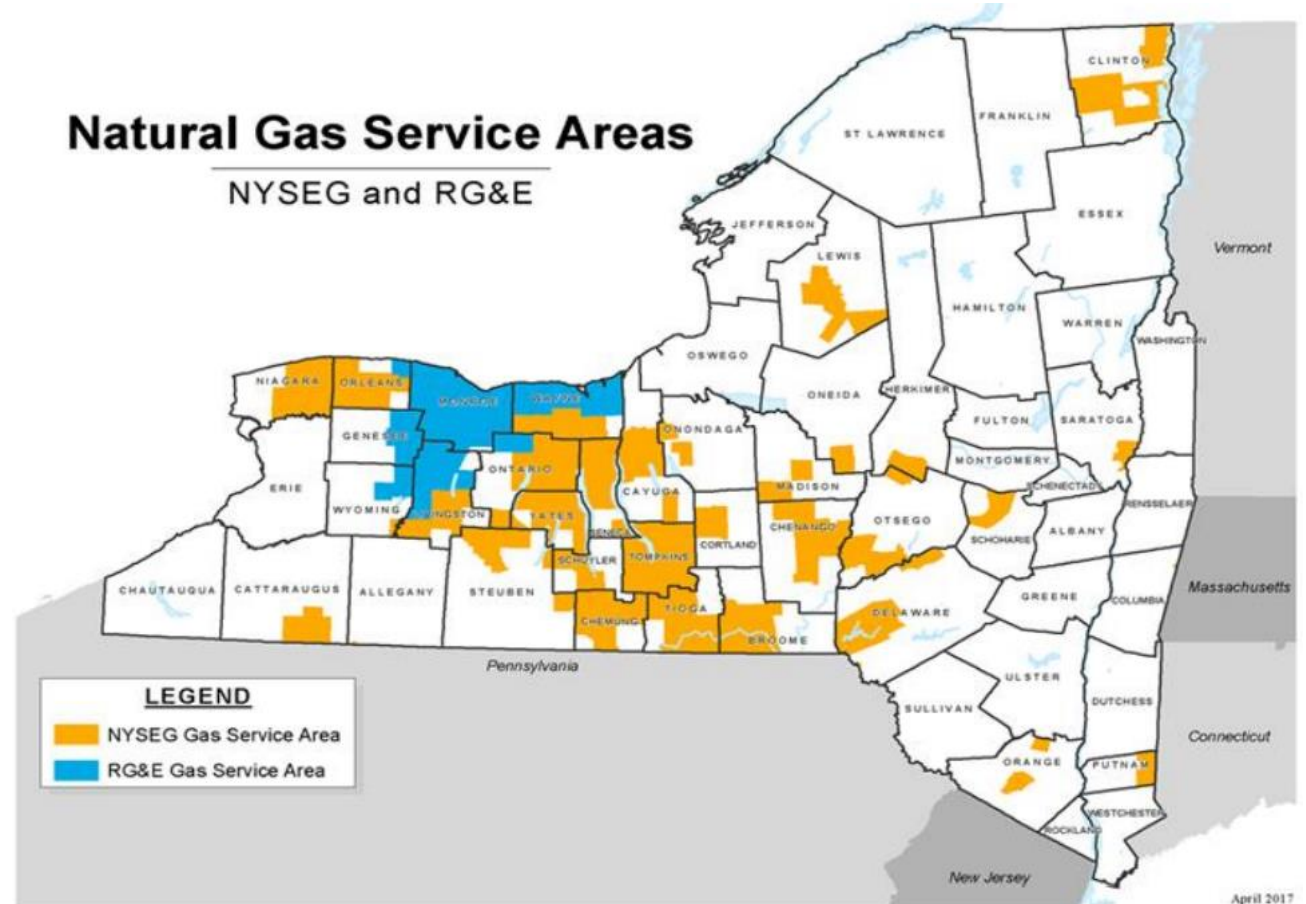 Natural Gas Service Areas
NYSEG and RG&E
CLINTON
FRANKLIN
ST LAWRENCE
ESSEX
JEFFERSON
Vermont
LEWIS
HAMILTON
WARREN
WASHINGTON
OSWEGO
NIAGARA
ORLEANS
MONROE
WAYNE
ONEIDA
HERKIMER
FULTON
SARATOGA
GENESEE
ONONDAGA
MONTGOMERY
ONTARIO
SCHENECTADY
ERIE
CAYUGA
MADISON
RENSSELAER
WYOMING
LIVINGSTON
YATES
SENECA
OTSEGO
CHENANGO
ALBANY
SCHOHARIE
CORTLAND
TOMPKINS
SCHUYLER
CHAUTAUQUA
CATTARAUGUS
ALLEGANY
STEUBEN
Massachusetts
GREENE
COLUMBIA
TIOGA
DELAWARE
CHEMUNG
BROOME
Pennsylvania
ULSTER
DUTCHESS
SULLIVAN
LEGEND
NYSEG Gas Service Area
RG&E Gas Service Area
Connecticut
ORANGE
PUTNAM
WESTCHESTER
ROCKLAND
New Jersey
April 2017